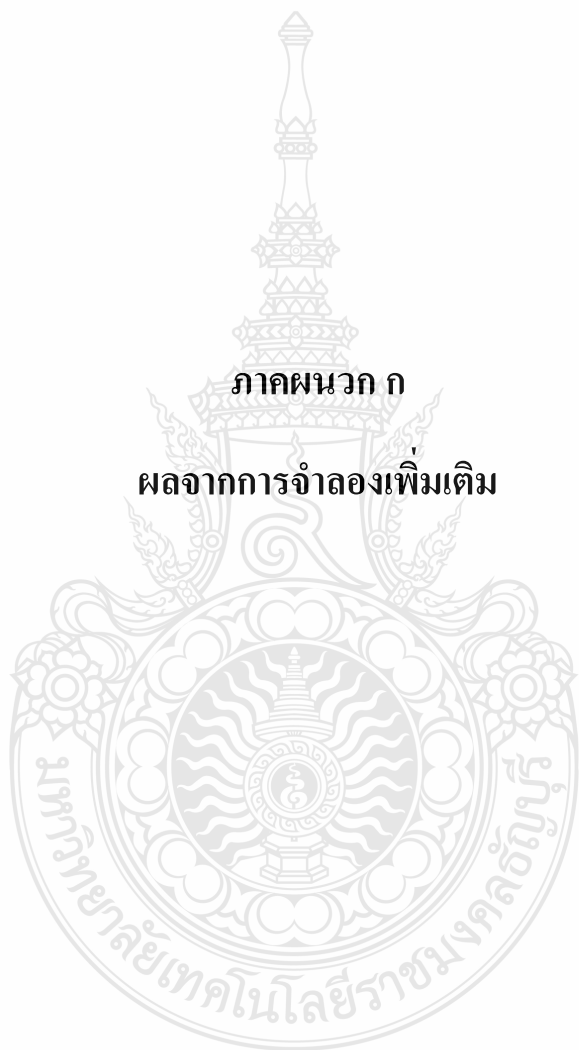 ภาคผนวก ก
ผลจากการจำลองเพิ่มเติม
มหาวิทยาลัยเทคโนโลยีราชมงคลธัญบุรี